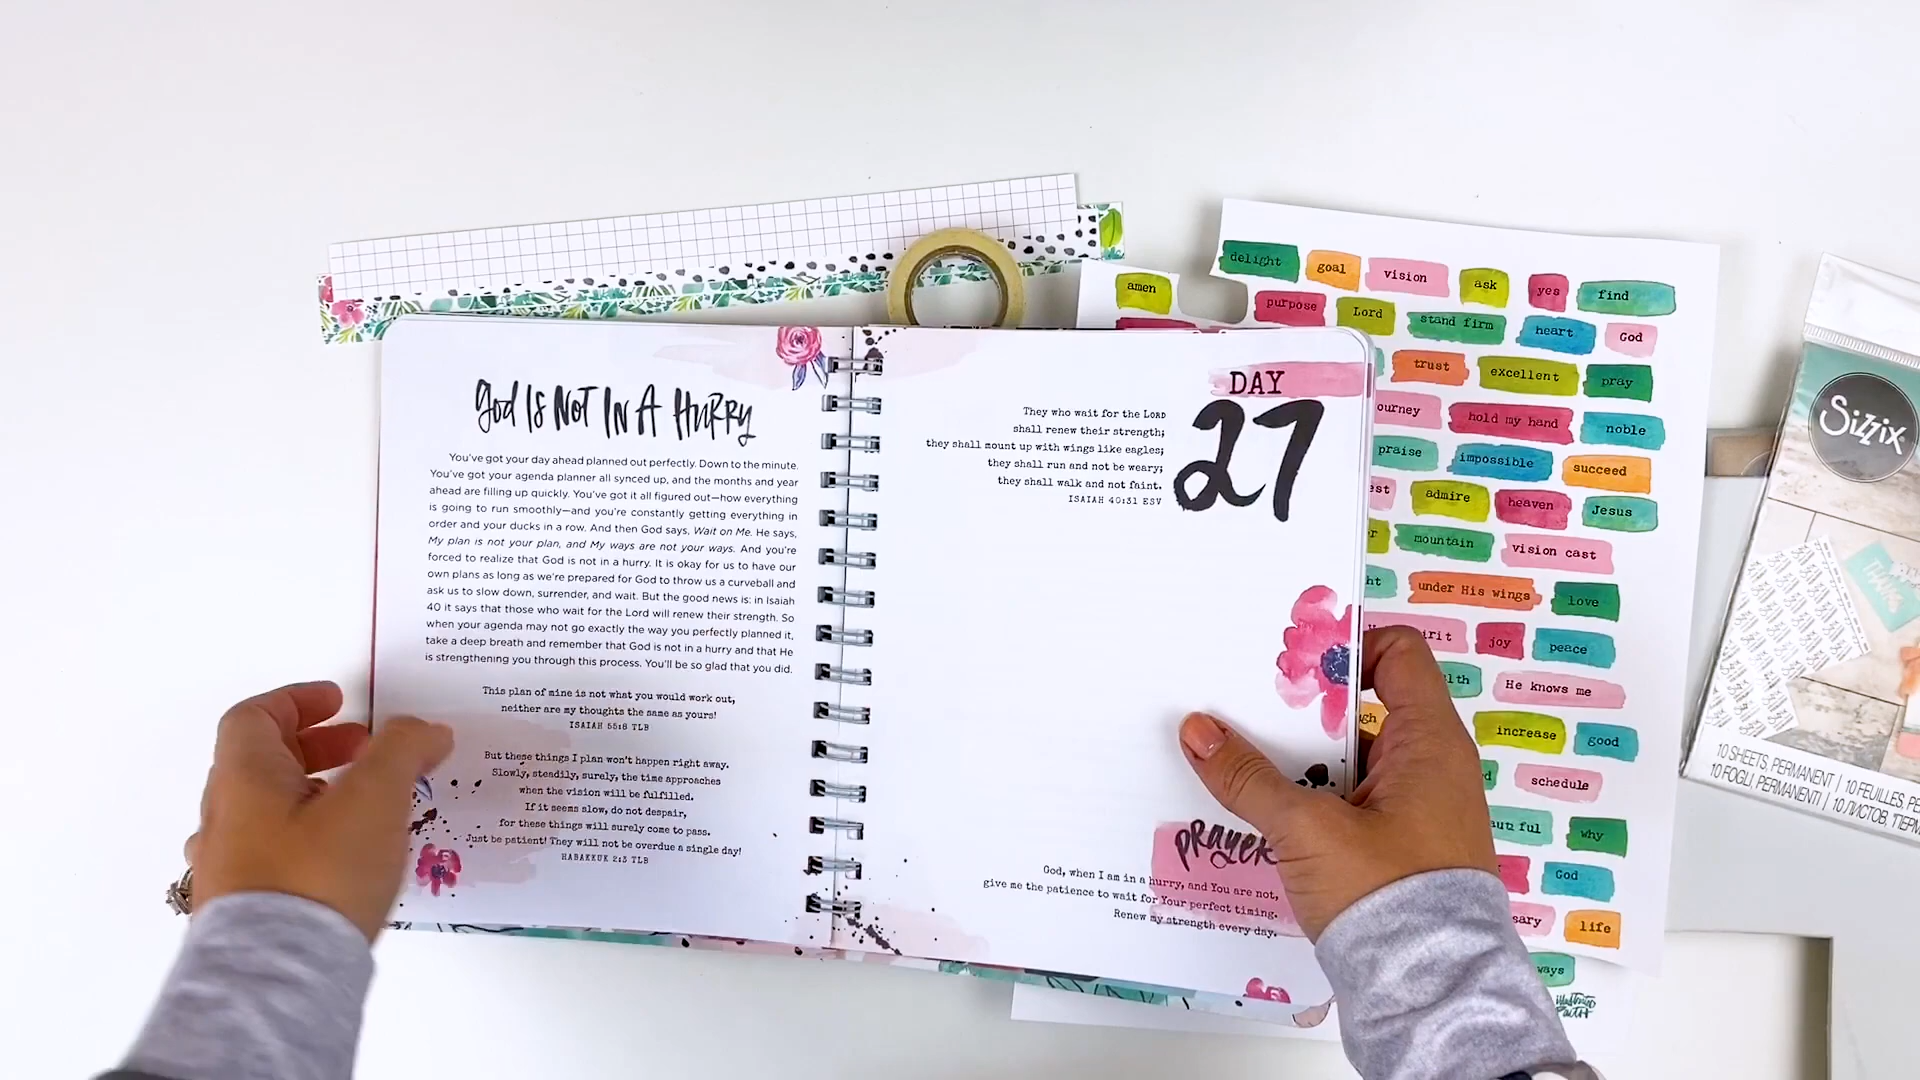 God Is Not In A Hurry
You've got your day ahead planned out perfectly. Down to the minute.
You've got your agenda planner all synced up, and the months and year
ahead are filling up quickly. You've got it all figured out—how everything
is going to run smoothly—and you're constantly getting everything in
order and your ducks in a row. And then God says, Wait on Me. He says,
My plan is not your plan, and My ways are not your ways. And you're
forced to realize that God is not in a hurry. It is okay for us to have our
own plans as long as we're prepared for God to throw us a curveball and
ask us to slow down, surrender, and wait. But the good news is: in Isaiah
40 it says that those who wait for the Lord will renew their strength. So
when your agenda may not go exactly the way you perfectly planned it,
take a deep breath and remember that God is not in a hurry and that He
is strengthening you through this process. You'll be so glad that you did.
This plan of mine is not what you would work out,
neither are my thoughts the same as yours!
ISAIAH 55:8 TLB
But these things I plan won't happen right away.
Slowly, steadily, surely, the time approaches
when the vision will be fulfilled.
If it seems slow, do not despair,
for these things will surely come to pass.
Just be patient! They will not be overdue a single day!
HABAKKUK 2:3 TLB
DAY
27
They who wait for the LORD
shall renew their strength;
they shall mount up with wings like eagles;
they shall run and not be weary;
they shall walk and not faint.
ISAIAH 40:31 ESV
prayer
God, when I am in a hurry, and You are not,
give me the patience to wait for Your perfect timing.
Renew my strength every day.
delight goal vision ask yes find
amen purpose Lord stand firm heart God
trust excellent pray
ourney hold my hand noble
praise impossible succeed
est admire heaven Jesus
r mountain vision cast
ht under His wings love
irit joy peace
lth He knows me
gh increase good
d schedule
autiful why
God
sary life
ways
illustrated
faith
Sizzix
10 SHEETS, PERMANENT | 10 FEUILLES, PE
10 FOGLI, PERMANENTI | 10 ЛИСТОВ, ПЕРМ